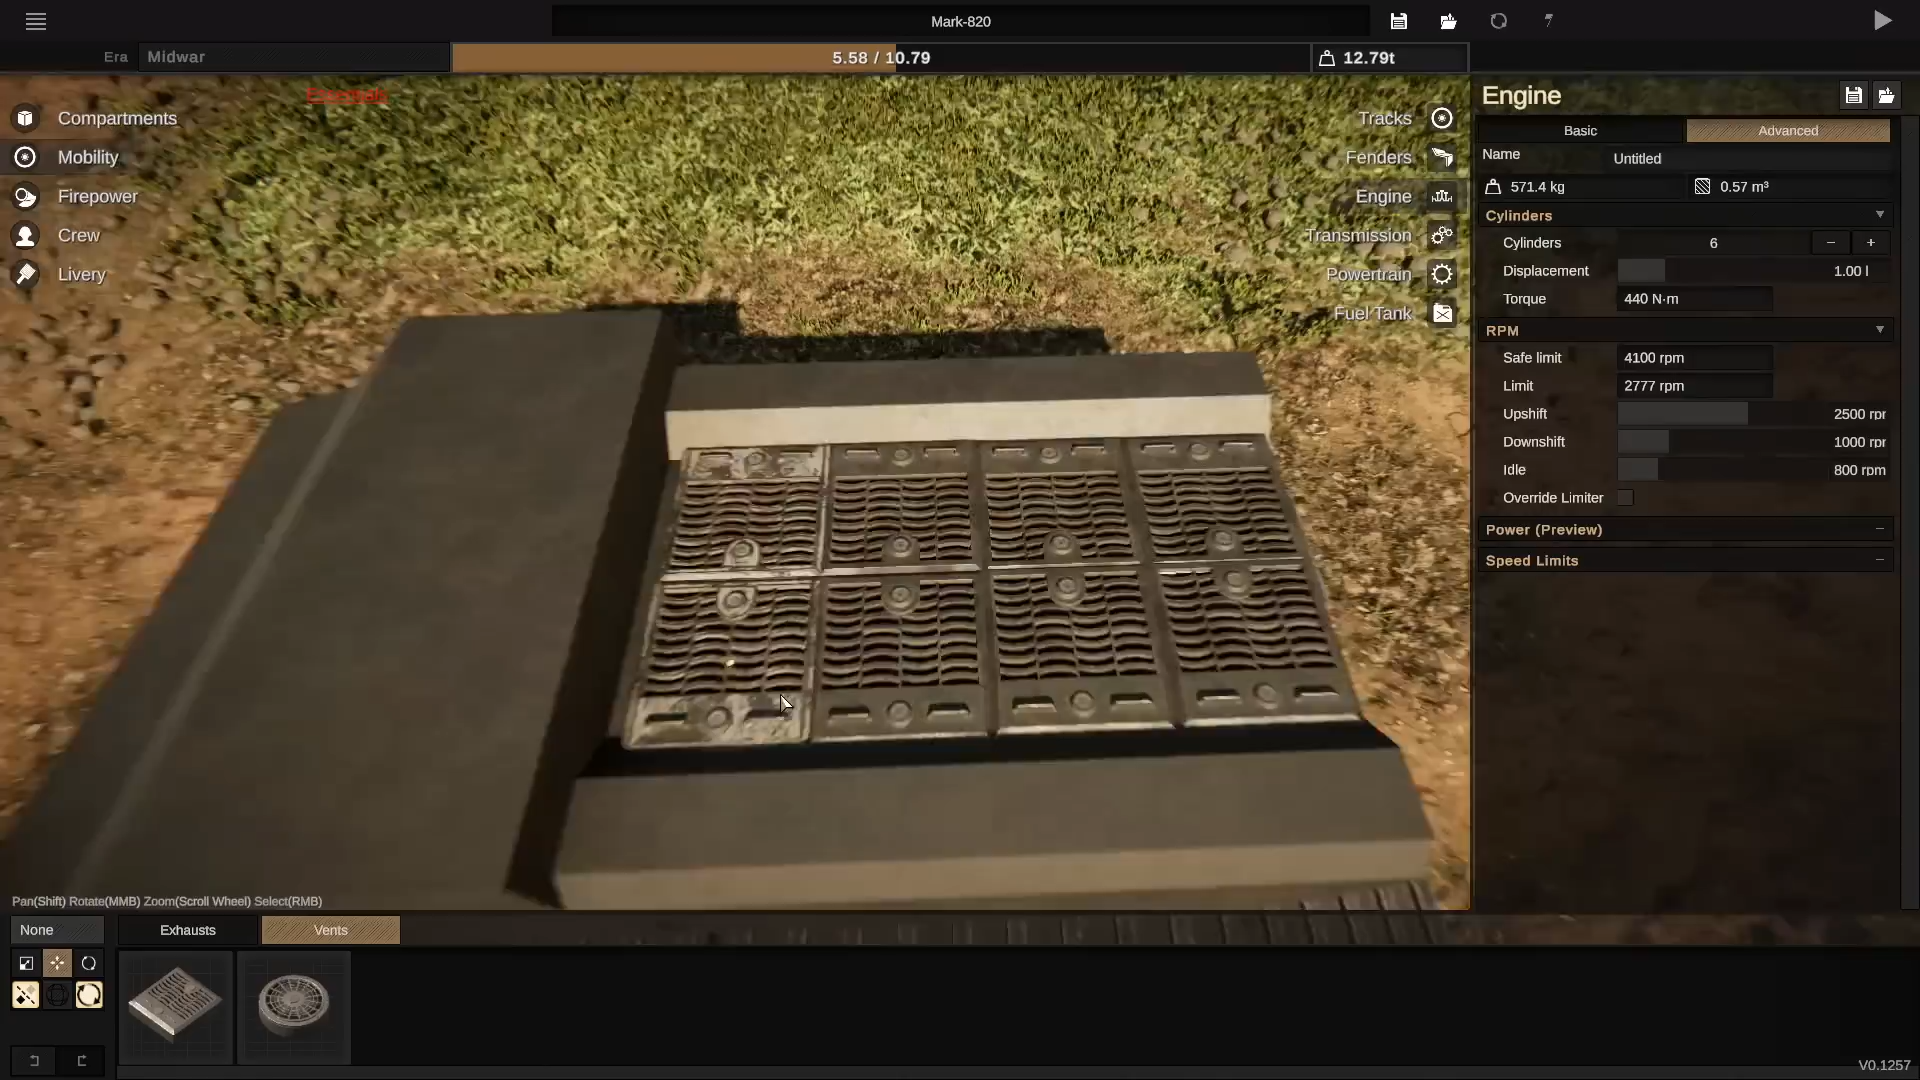 Mark-820
Era Midwar 5.58 / 10.79 12.79t
Essentials
Compartments
Mobility
Firepower
Crew
Livery
Tracks
Fenders
Engine
Transmission
Powertrain
Fuel Tank
Engine
Basic Advanced
Name Untitled
571.4 kg 0.57 m³
Cylinders
Cylinders 6 − +
Displacement 1.00 l
Torque 440 N·m
RPM
Safe limit 4100 rpm
Limit 2777 rpm
Upshift 2500 rpr
Downshift 1000 rpr
Idle 800 rpm
Override Limiter
Power (Preview)
Speed Limits
Pan(Shift) Rotate(MMB) Zoom(Scroll Wheel) Select(RMB)
None Exhausts Vents
V0.1257